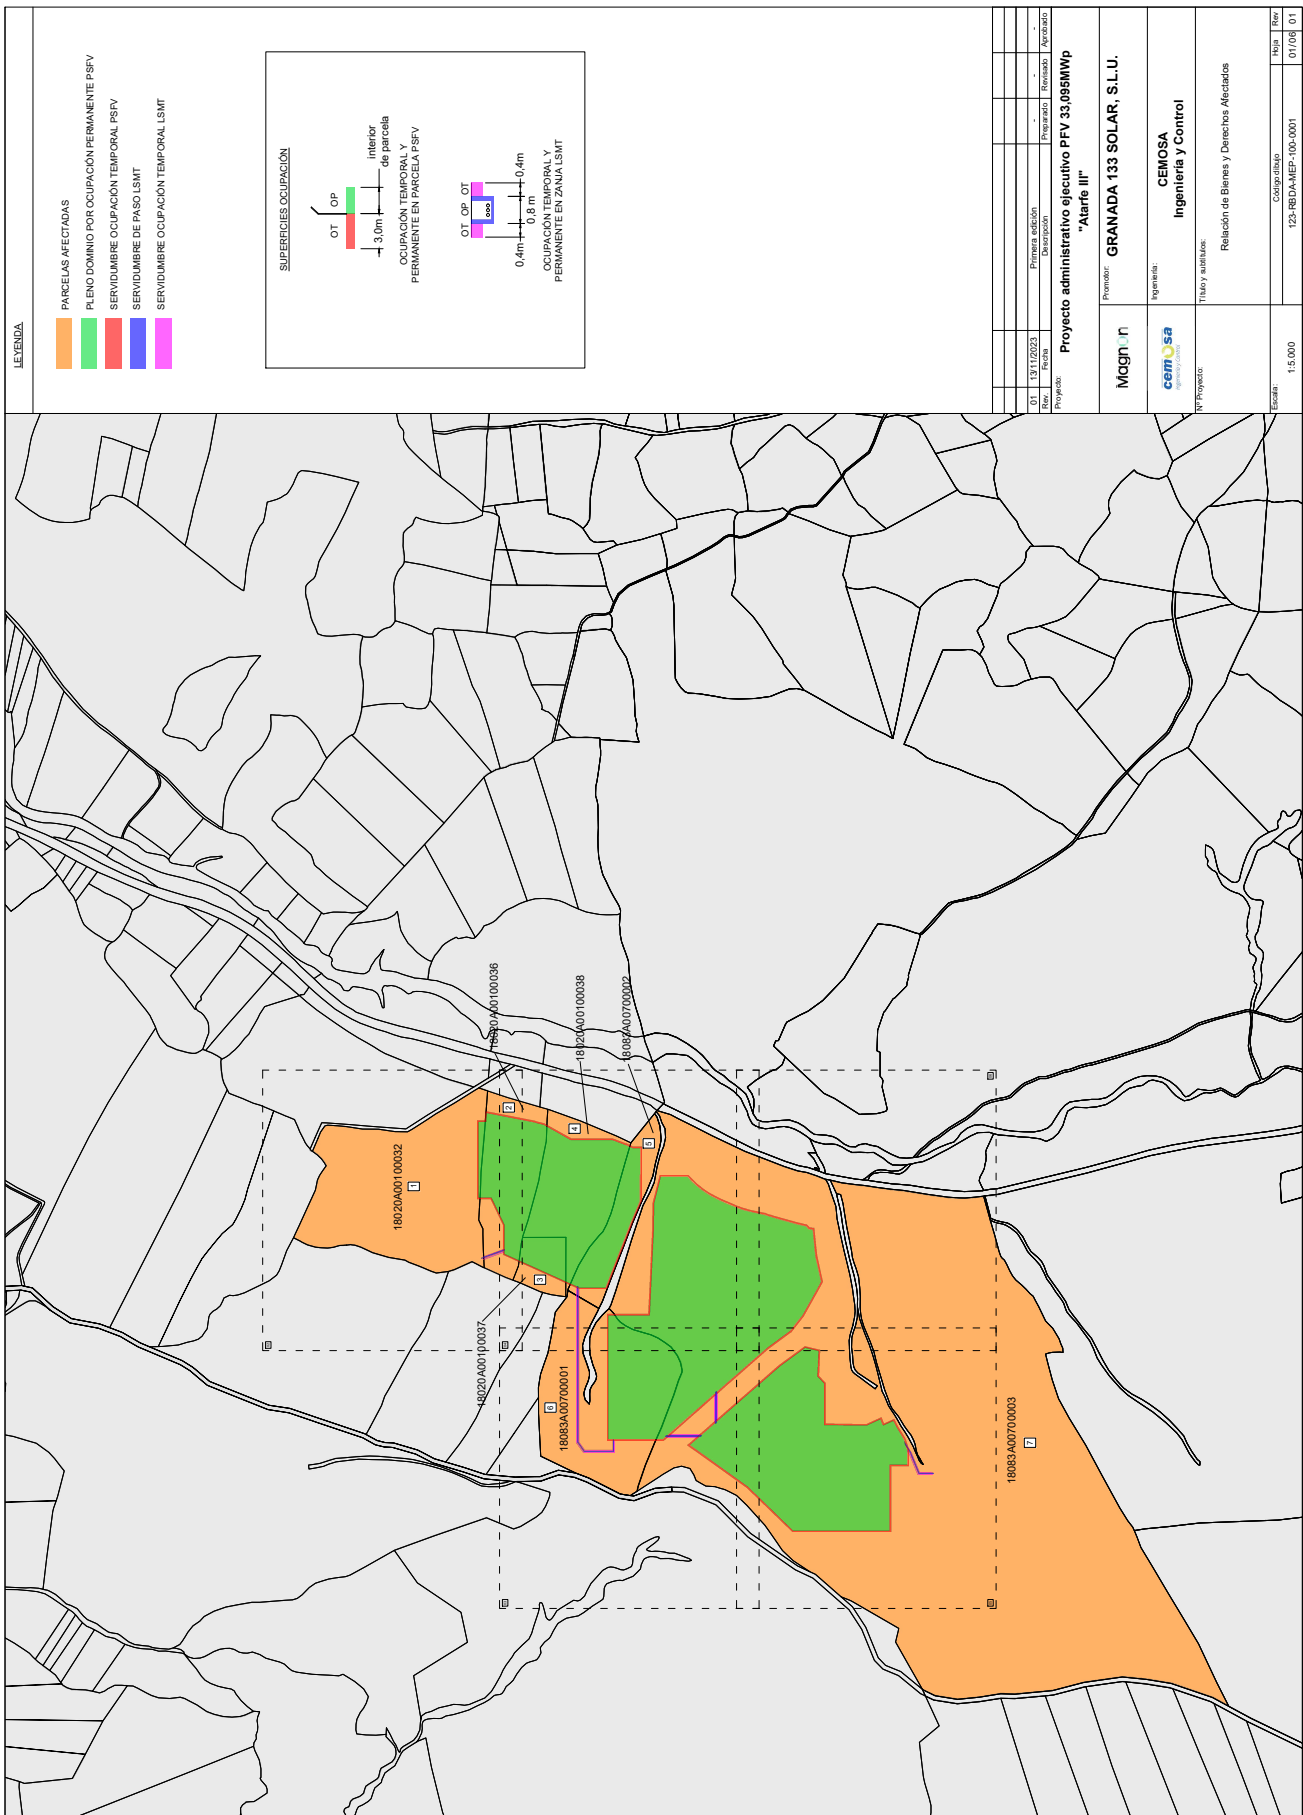 LEYENDA
PARCELAS AFECTADAS
PLENO DOMINIO POR OCUPACIÓN PERMANENTE PSFV
SERVIDUMBRE OCUPACIÓN TEMPORAL PSFV
SERVIDUMBRE DE PASO LSMT
SERVIDUMBRE OCUPACIÓN TEMPORAL LSMT
SUPERFICIES OCUPACIÓN
OT OP
3,0m
interior
de parcela
OCUPACIÓN TEMPORAL Y
PERMANENTE EN PARCELA PSFV
OT OP OT
0,4m 0,8 m 0,4m
OCUPACIÓN TEMPORAL Y
PERMANENTE EN ZANJA LSMT
01 13/11/2023 Primera edición - - -
Rev. Fecha Descripción Preparado Revisado Aprobado
Proyecto:
Proyecto administrativo ejecutivo PFV 33,095MWp
"Atarfe III"
Magnon
Promotor:
GRANADA 133 SOLAR, S.L.U.
cemosa
Ingeniería y Control
Ingeniería:
CEMOSA
Ingeniería y Control
Nº Proyecto:
Título y subtítulos:
Relación de Bienes y Derechos Afectados
Escala:
1:5.000
Código dibujo
123-RBDA-MEP-100-0001
Hoja
01/06
Rev
01
18020A00100032
1
18020A00100036
2
18020A00100037
3
18020A00100038
4
18083A00700002
5
18083A00700001
6
18083A00700003
7